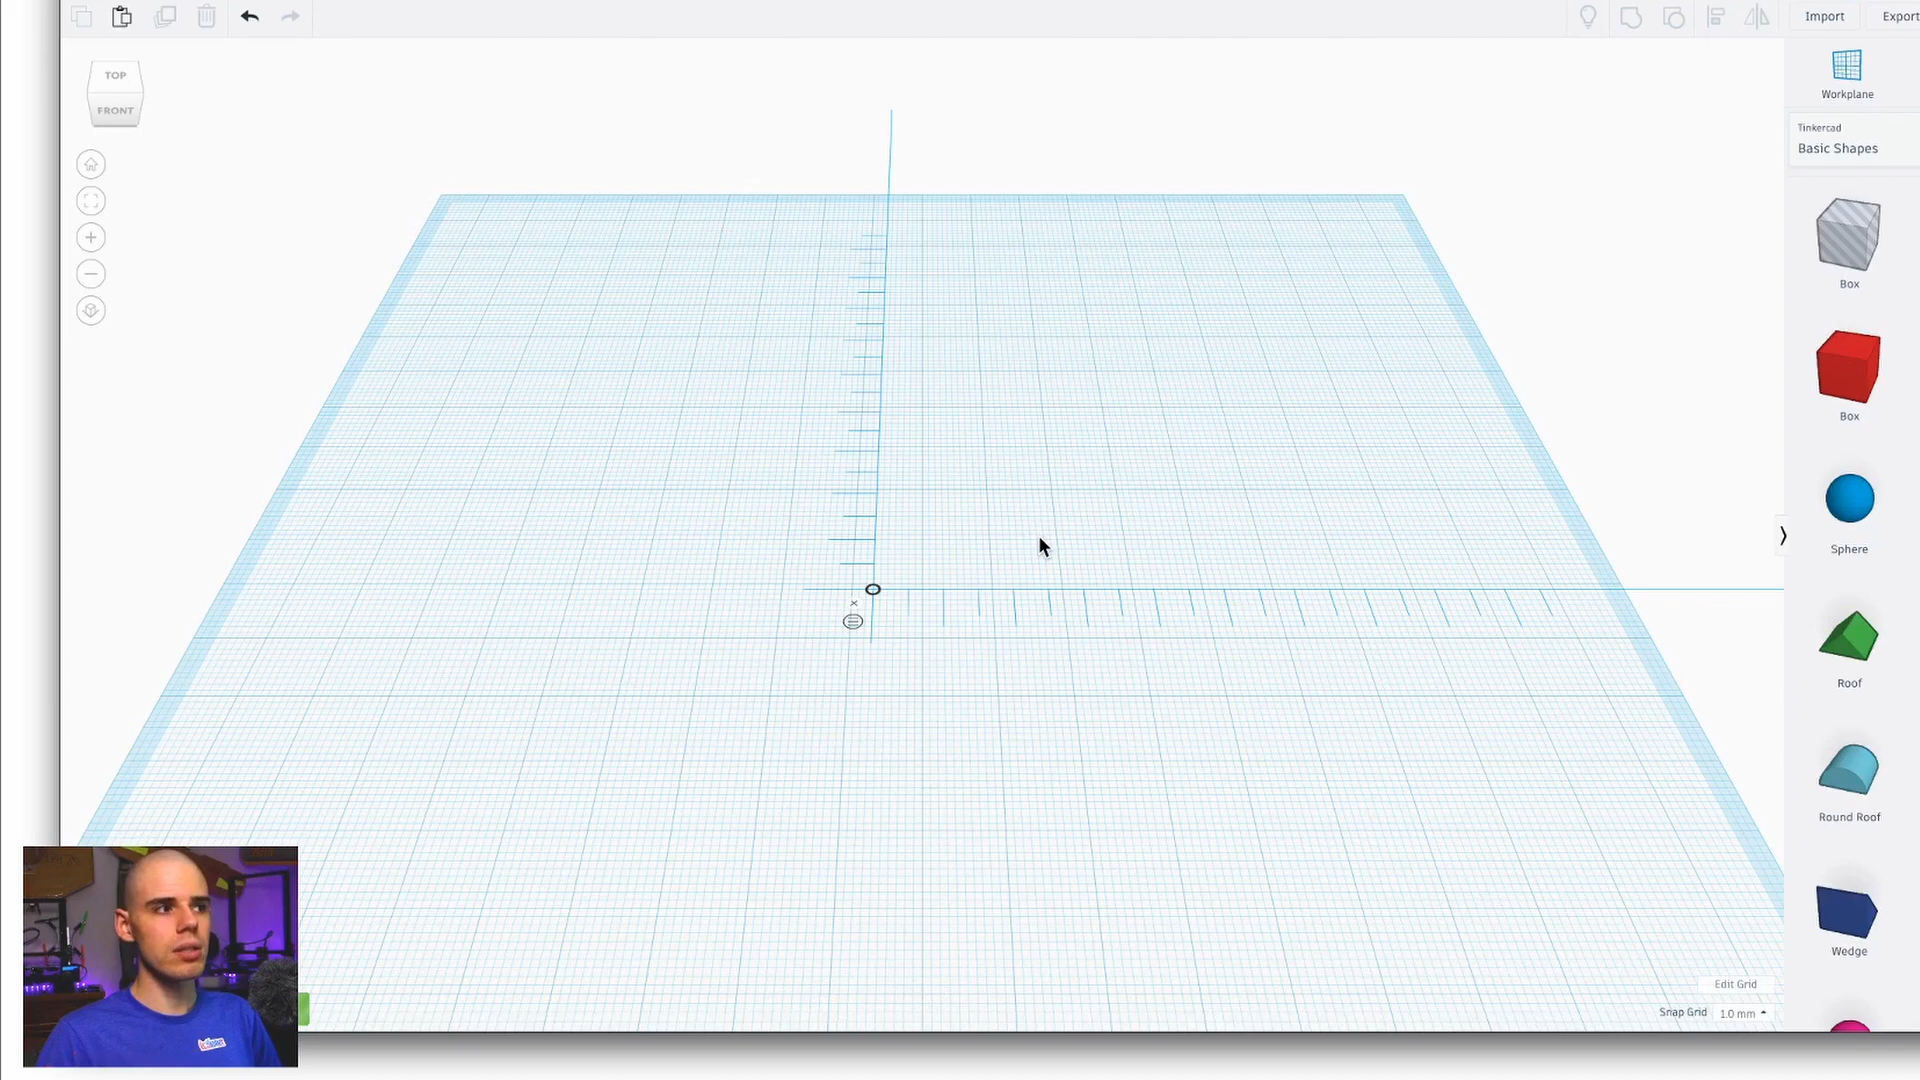 Import
Export
TOP
FRONT
Workplane
Tinkercad
Basic Shapes
Box
Box
Sphere
Roof
Round Roof
Wedge
Edit Grid
Snap Grid 1.0 mm